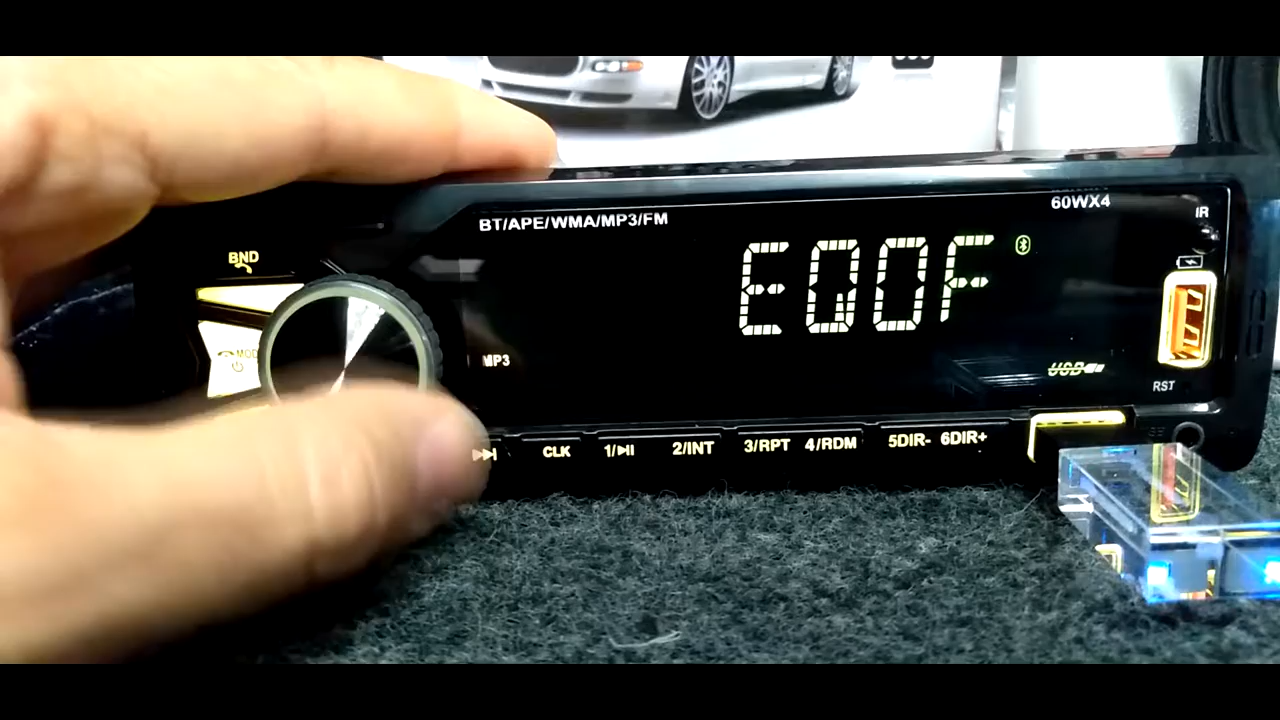 BT/APE/WMA/MP3/FM
60WX4
IR
BND
EQOF
MOD
MP3
USB
RST
CLK 1/▶II 2/INT 3/RPT 4/RDM 5DIR- 6DIR+